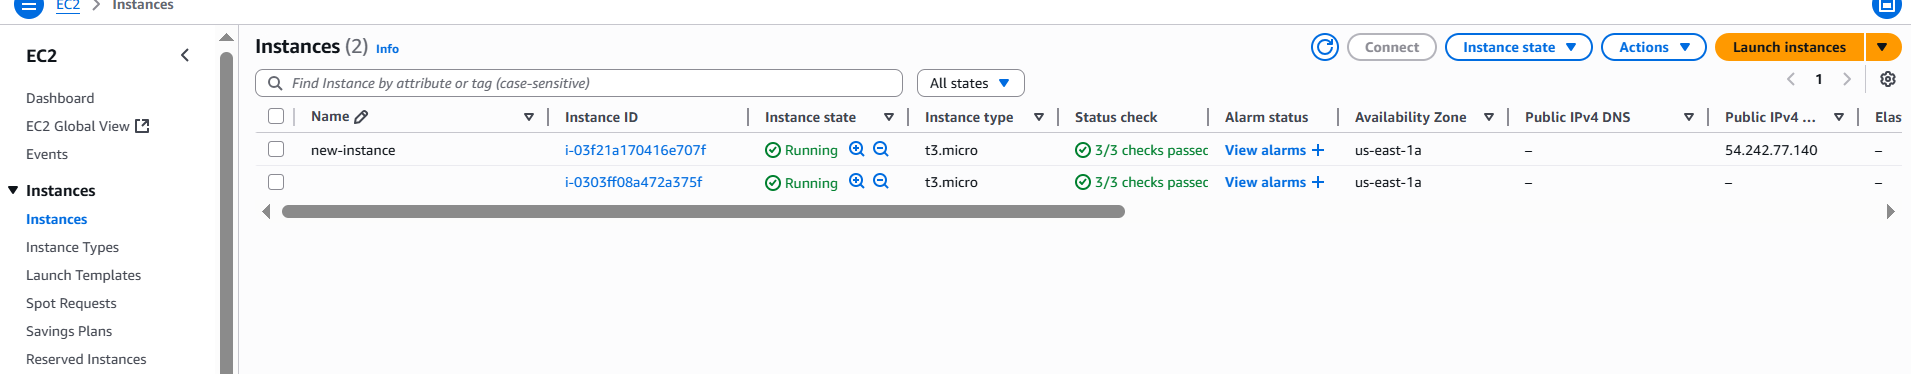 EC2 > Instances
EC2
Dashboard
EC2 Global View
Events
Instances
Instances
Instance Types
Launch Templates
Spot Requests
Savings Plans
Reserved Instances
Instances (2) Info
Connect Instance state Actions Launch instances
Find Instance by attribute or tag (case-sensitive) All states
1
Name Instance ID Instance state Instance type Status check Alarm status Availability Zone Public IPv4 DNS Public IPv4 ... Elas
new-instance i-03f21a170416e707f Running t3.micro 3/3 checks passec View alarms + us-east-1a – 54.242.77.140 –
i-0303ff08a472a375f Running t3.micro 3/3 checks passec View alarms + us-east-1a – – –